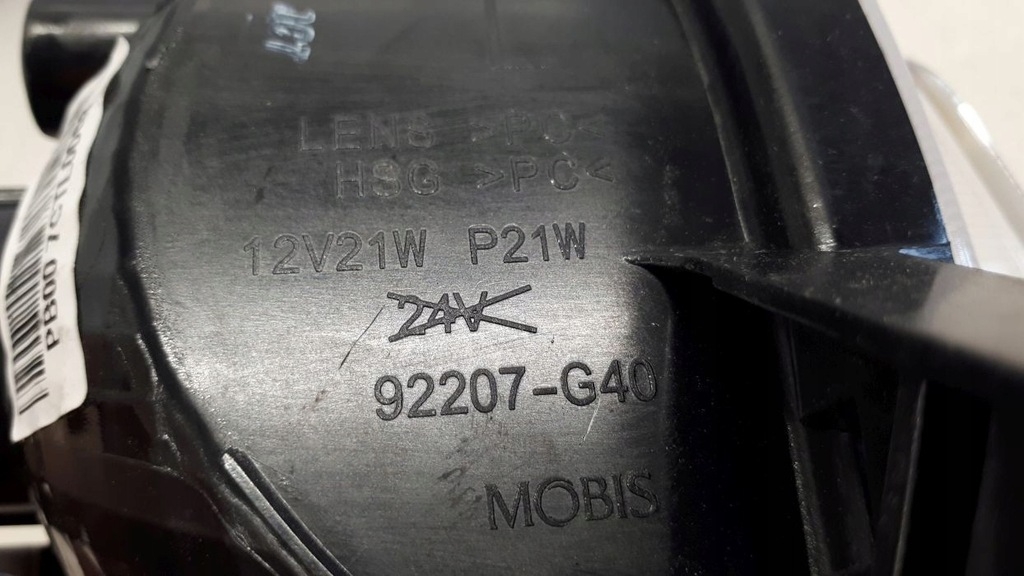 LENS >PC<
HSG >PC<
12V21W P21W
24V
92207-G40
MOBIS